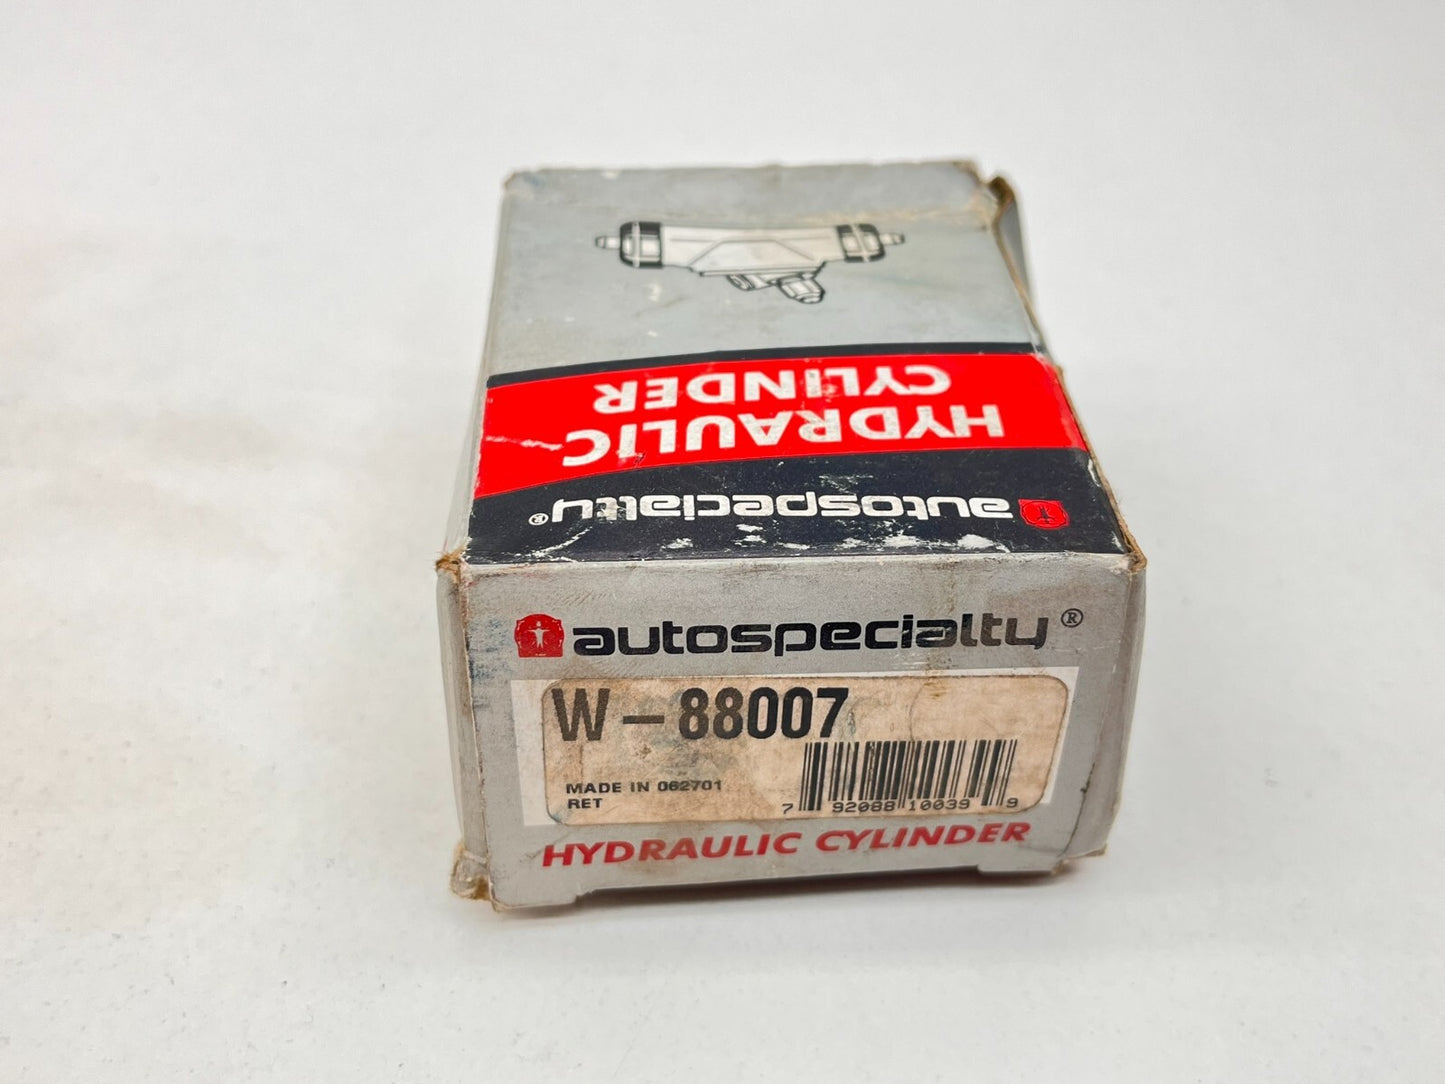 HYDRAULIC
CYLINDER
autospecialty®
autospecialty®
W-88007
MADE IN 062701
RET
7 92088 10039 9
HYDRAULIC CYLINDER